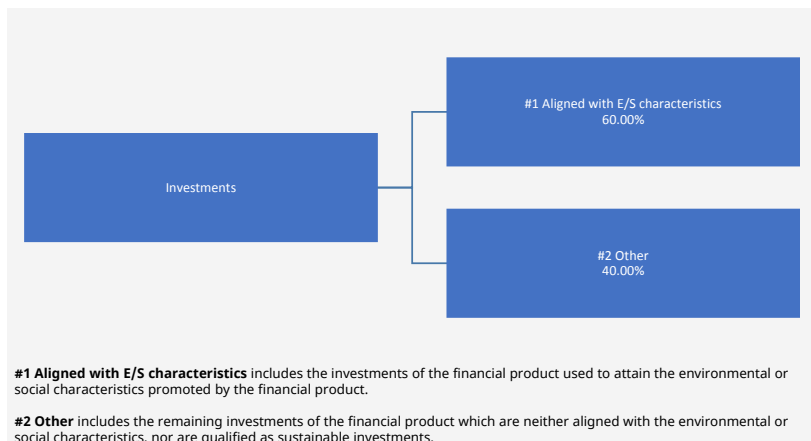 #1 Aligned with E/S characteristics
60.00%
Investments
#2 Other
40.00%
#1 Aligned with E/S characteristics includes the investments of the financial product used to attain the environmental or
social characteristics promoted by the financial product.
#2 Other includes the remaining investments of the financial product which are neither aligned with the environmental or
social characteristics, nor are qualified as sustainable investments.